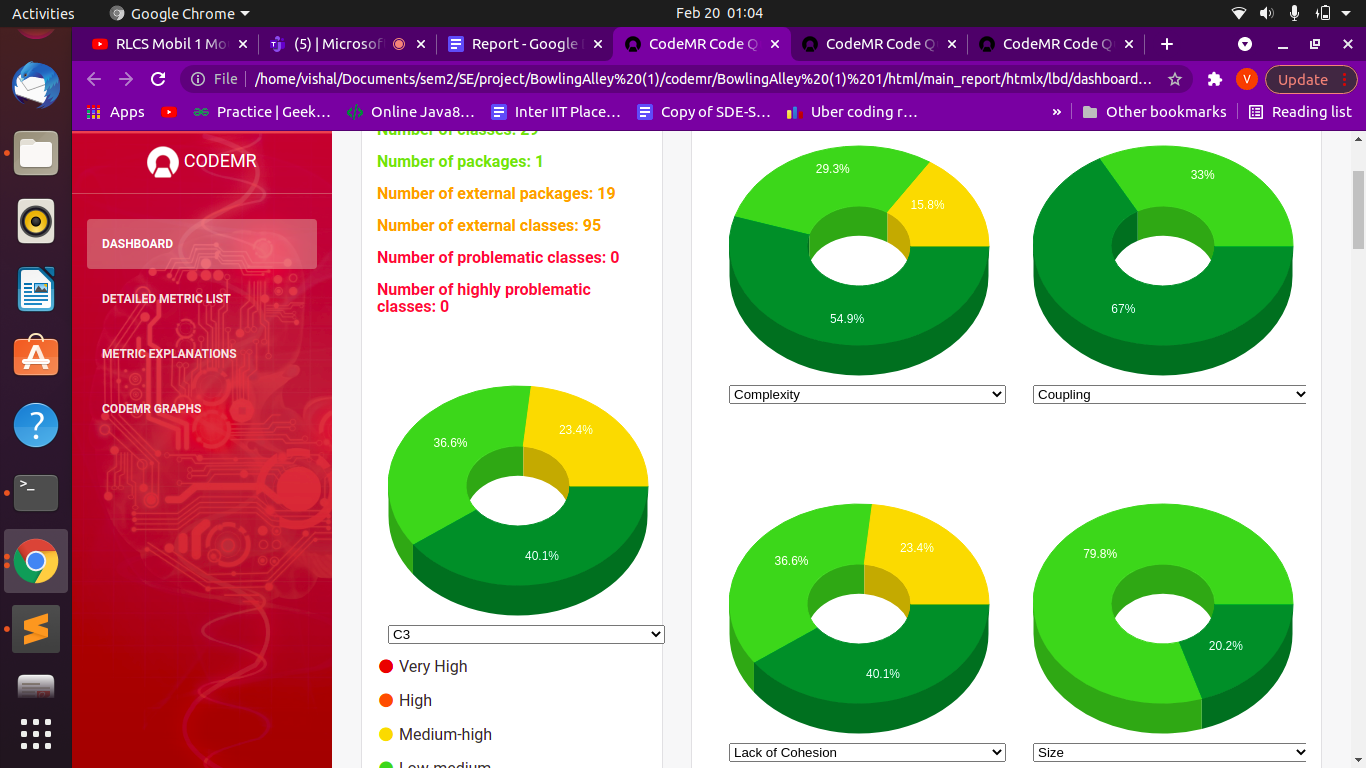 Activities
Google Chrome
Feb 20 01:04
RLCS Mobil 1 Mo
(5) | Microsof
Report - Google
CodeMR Code Q
CodeMR Code Q
CodeMR Code Q
File
/home/vishal/Documents/sem2/SE/project/BowlingAlley%20(1)/codemr/BowlingAlley%20(1)%201/html/main_report/htmlx/lbd/dashboard...
V
Update
Apps
Practice | Geek...
Online Java8...
Inter IIT Place...
Copy of SDE-S...
Uber coding r...
»
Other bookmarks
Reading list
CODEMR
DASHBOARD
DETAILED METRIC LIST
METRIC EXPLANATIONS
CODEMR GRAPHS
Number of classes: 29
Number of packages: 1
Number of external packages: 19
Number of external classes: 95
Number of problematic classes: 0
Number of highly problematic
classes: 0
36.6%
23.4%
40.1%
C3
Very High
High
Medium-high
Low-medium
29.3%
15.8%
54.9%
Complexity
33%
67%
Coupling
36.6%
23.4%
40.1%
Lack of Cohesion
79.8%
20.2%
Size